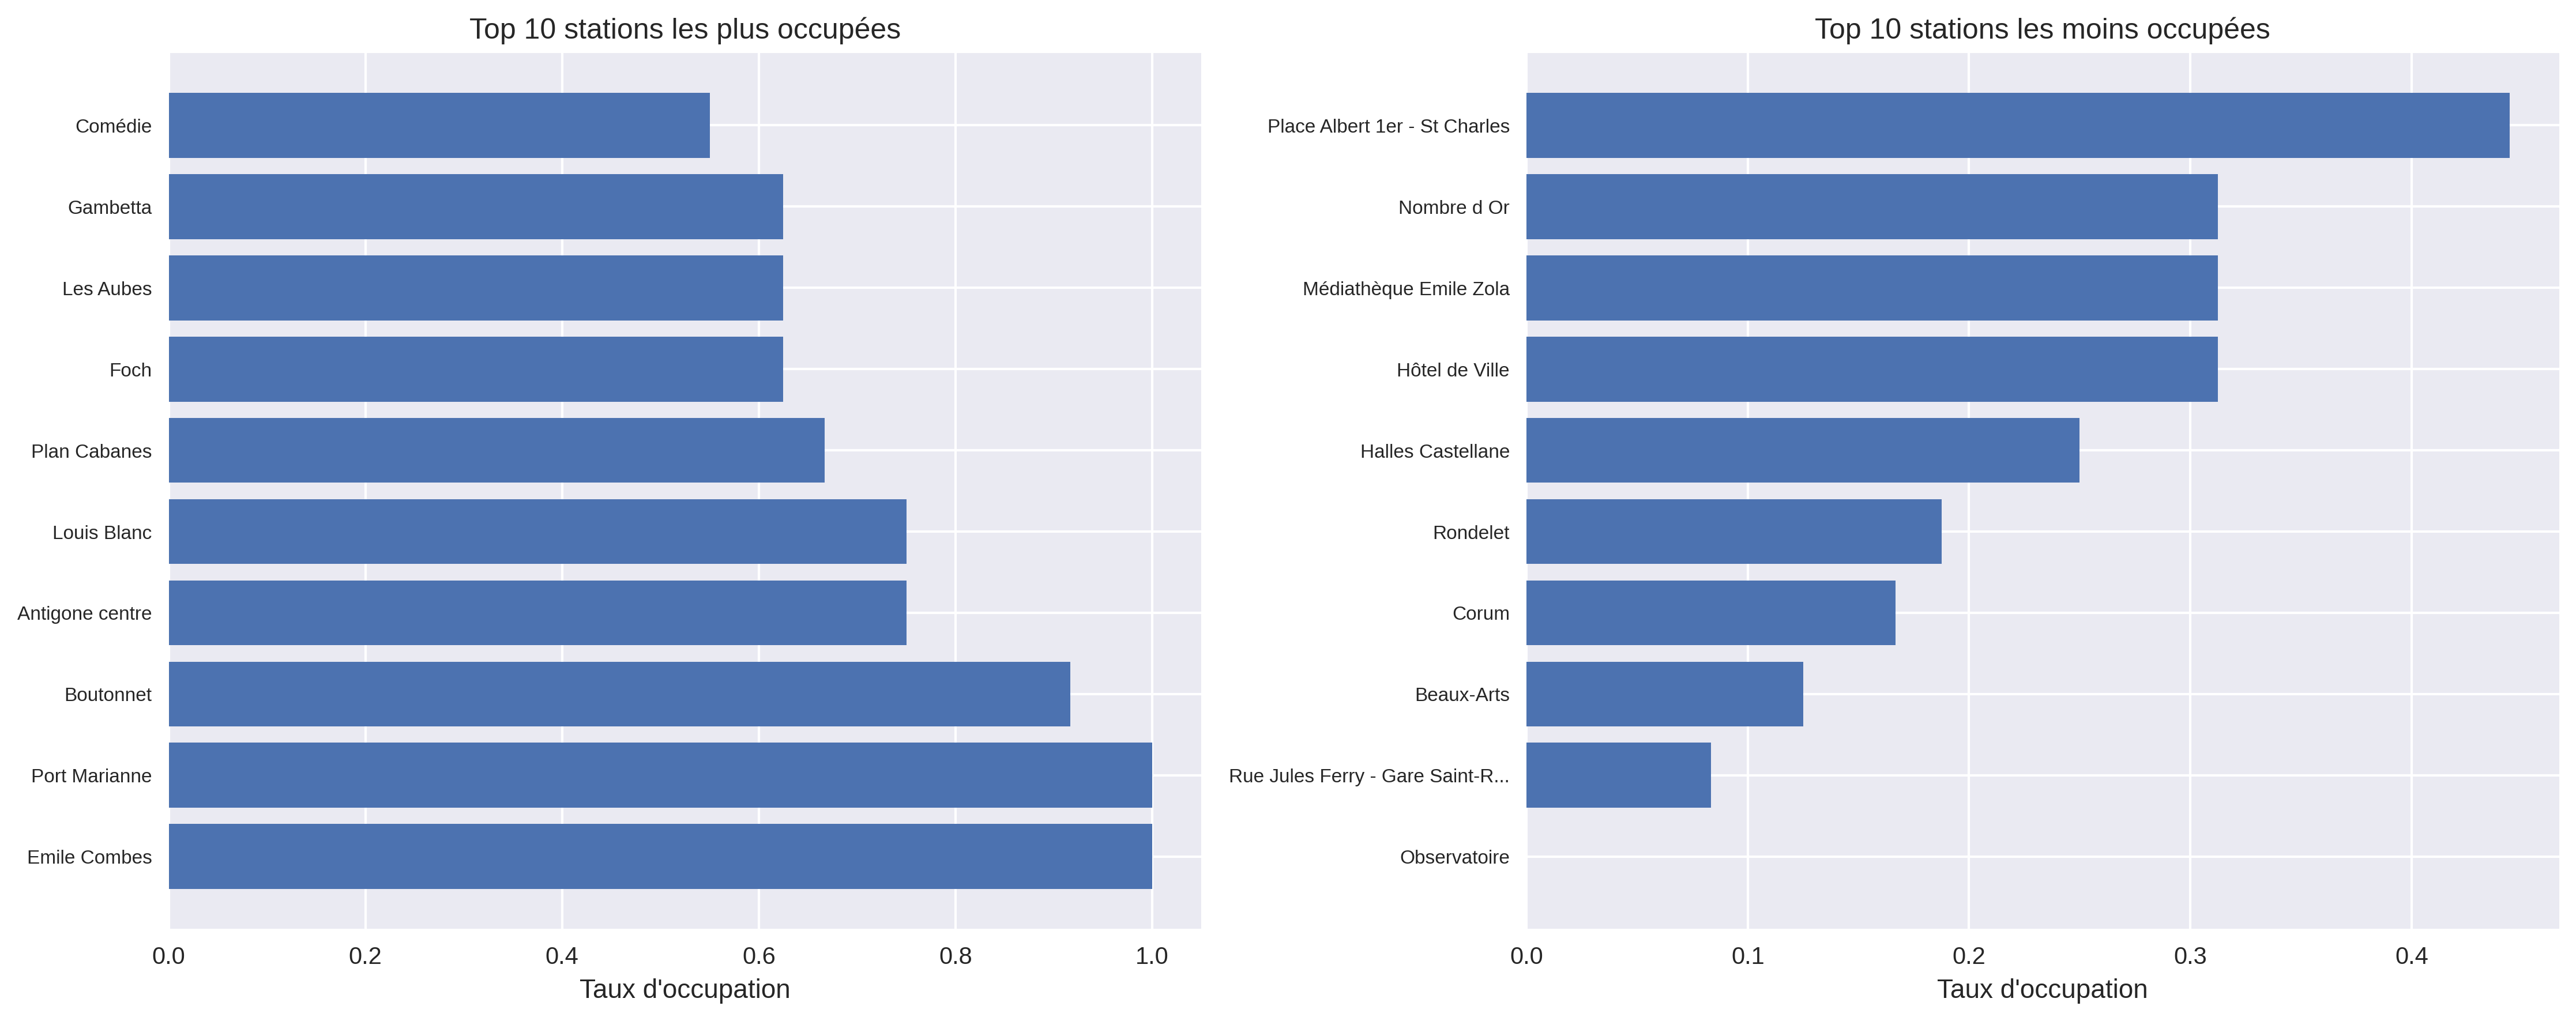 Top 10 stations les plus occupées
Comédie
Gambetta
Les Aubes
Foch
Plan Cabanes
Louis Blanc
Antigone centre
Boutonnet
Port Marianne
Emile Combes
0.0 0.2 0.4 0.6 0.8 1.0
Taux d'occupation
Top 10 stations les moins occupées
Place Albert 1er - St Charles
Nombre d Or
Médiathèque Emile Zola
Hôtel de Ville
Halles Castellane
Rondelet
Corum
Beaux-Arts
Rue Jules Ferry - Gare Saint-R...
Observatoire
0.0 0.1 0.2 0.3 0.4
Taux d'occupation